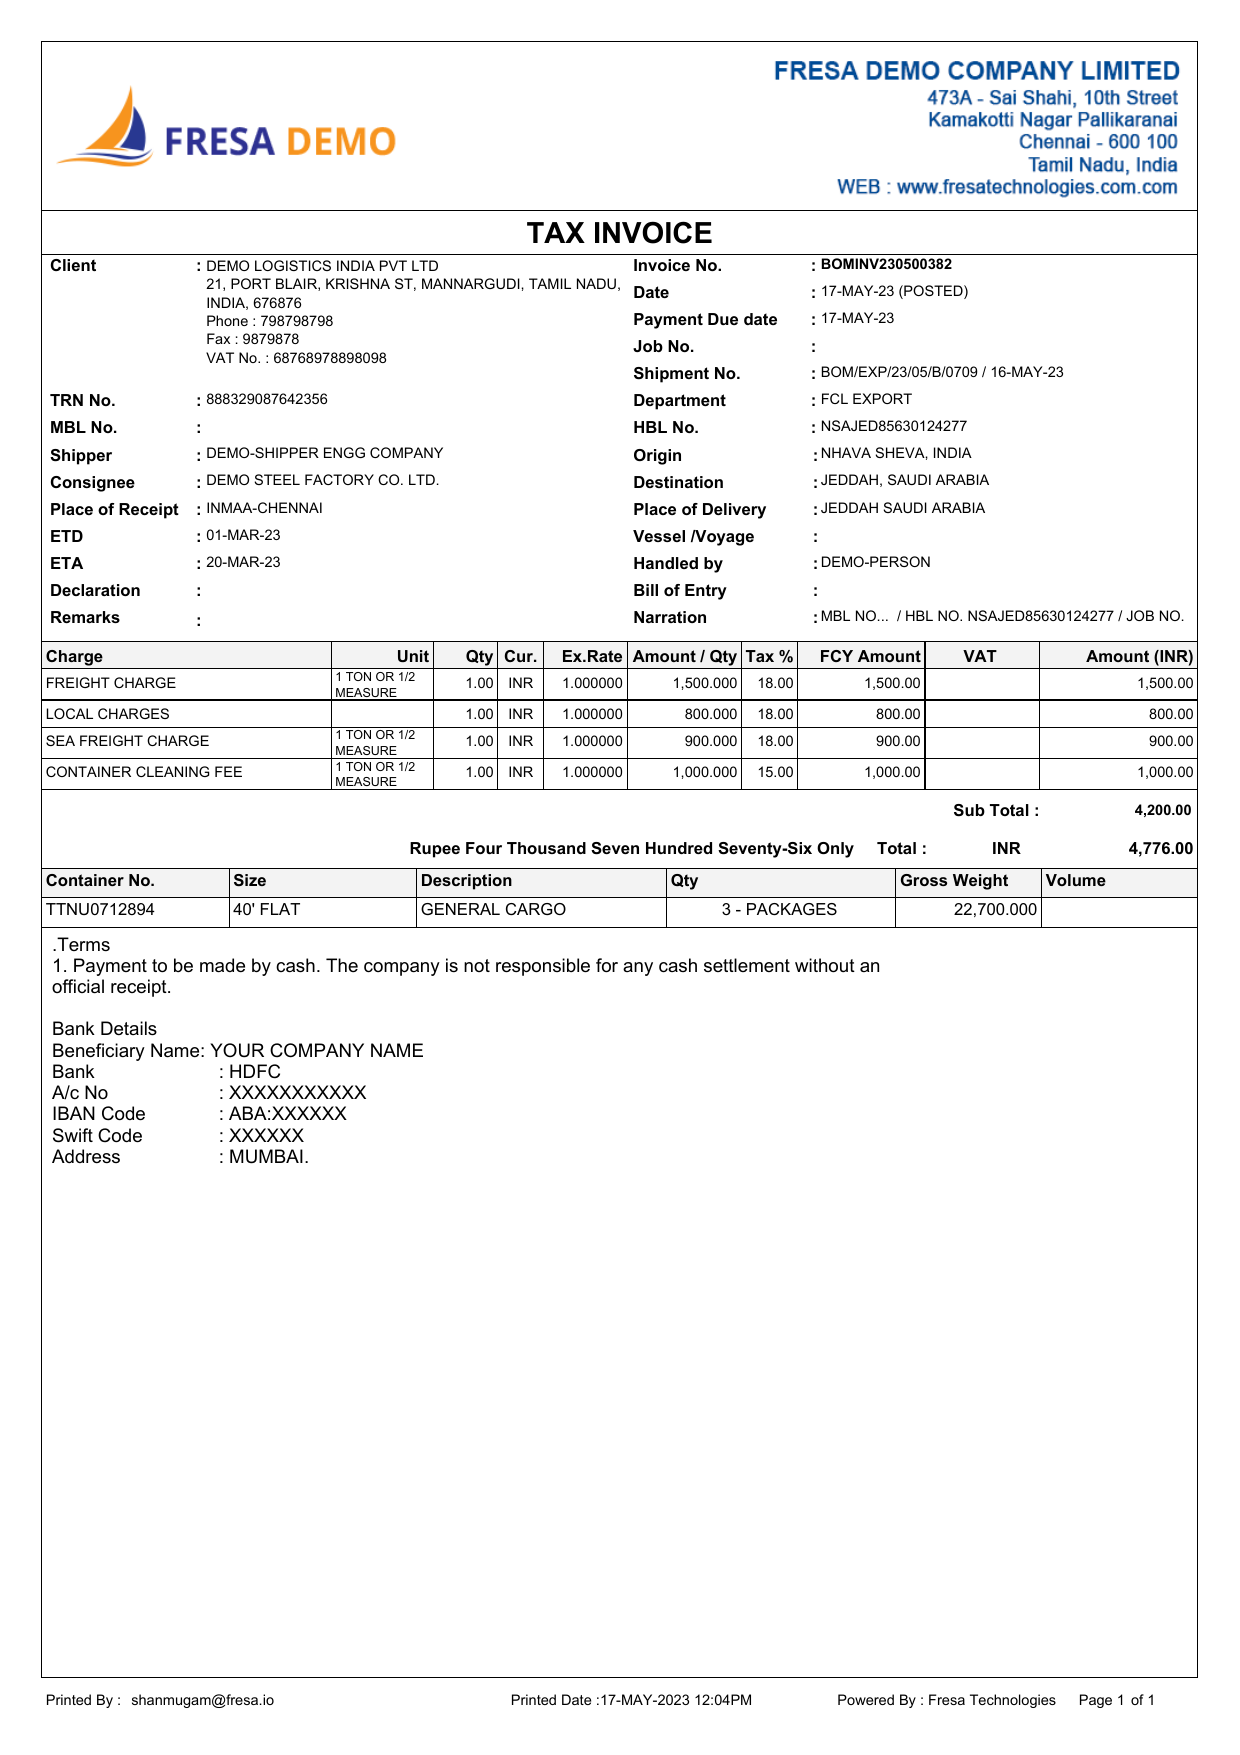 FRESA DEMO
FRESA DEMO COMPANY LIMITED
473A - Sai Shahi, 10th Street
Kamakotti Nagar Pallikaranai
Chennai - 600 100
Tamil Nadu, India
WEB : www.fresatechnologies.com.com
TAX INVOICE
Client : DEMO LOGISTICS INDIA PVT LTD
21, PORT BLAIR, KRISHNA ST, MANNARGUDI, TAMIL NADU,
INDIA, 676876
Phone : 798798798
Fax : 9879878
VAT No. : 68768978898098
TRN No. : 888329087642356
MBL No. :
Shipper : DEMO-SHIPPER ENGG COMPANY
Consignee : DEMO STEEL FACTORY CO. LTD.
Place of Receipt : INMAA-CHENNAI
ETD : 01-MAR-23
ETA : 20-MAR-23
Declaration :
Remarks :
Invoice No. : BOMINV230500382
Date : 17-MAY-23 (POSTED)
Payment Due date : 17-MAY-23
Job No. :
Shipment No. : BOM/EXP/23/05/B/0709 / 16-MAY-23
Department : FCL EXPORT
HBL No. : NSAJED85630124277
Origin : NHAVA SHEVA, INDIA
Destination : JEDDAH, SAUDI ARABIA
Place of Delivery : JEDDAH SAUDI ARABIA
Vessel /Voyage :
Handled by : DEMO-PERSON
Bill of Entry :
Narration : MBL NO... / HBL NO. NSAJED85630124277 / JOB NO.
Charge Unit Qty Cur. Ex.Rate Amount / Qty Tax % FCY Amount VAT Amount (INR)
FREIGHT CHARGE 1 TON OR 1/2 MEASURE 1.00 INR 1.000000 1,500.000 18.00 1,500.00 1,500.00
LOCAL CHARGES 1.00 INR 1.000000 800.000 18.00 800.00 800.00
SEA FREIGHT CHARGE 1 TON OR 1/2 MEASURE 1.00 INR 1.000000 900.000 18.00 900.00 900.00
CONTAINER CLEANING FEE 1 TON OR 1/2 MEASURE 1.00 INR 1.000000 1,000.000 15.00 1,000.00 1,000.00
Sub Total : 4,200.00
Rupee Four Thousand Seven Hundred Seventy-Six Only Total : INR 4,776.00
Container No. Size Description Qty Gross Weight Volume
TTNU0712894 40' FLAT GENERAL CARGO 3 - PACKAGES 22,700.000
.Terms
1. Payment to be made by cash. The company is not responsible for any cash settlement without an
official receipt.
Bank Details
Beneficiary Name: YOUR COMPANY NAME
Bank : HDFC
A/c No : XXXXXXXXXXX
IBAN Code : ABA:XXXXXX
Swift Code : XXXXXX
Address : MUMBAI.
Printed By : shanmugam@fresa.io Printed Date :17-MAY-2023 12:04PM Powered By : Fresa Technologies Page 1 of 1